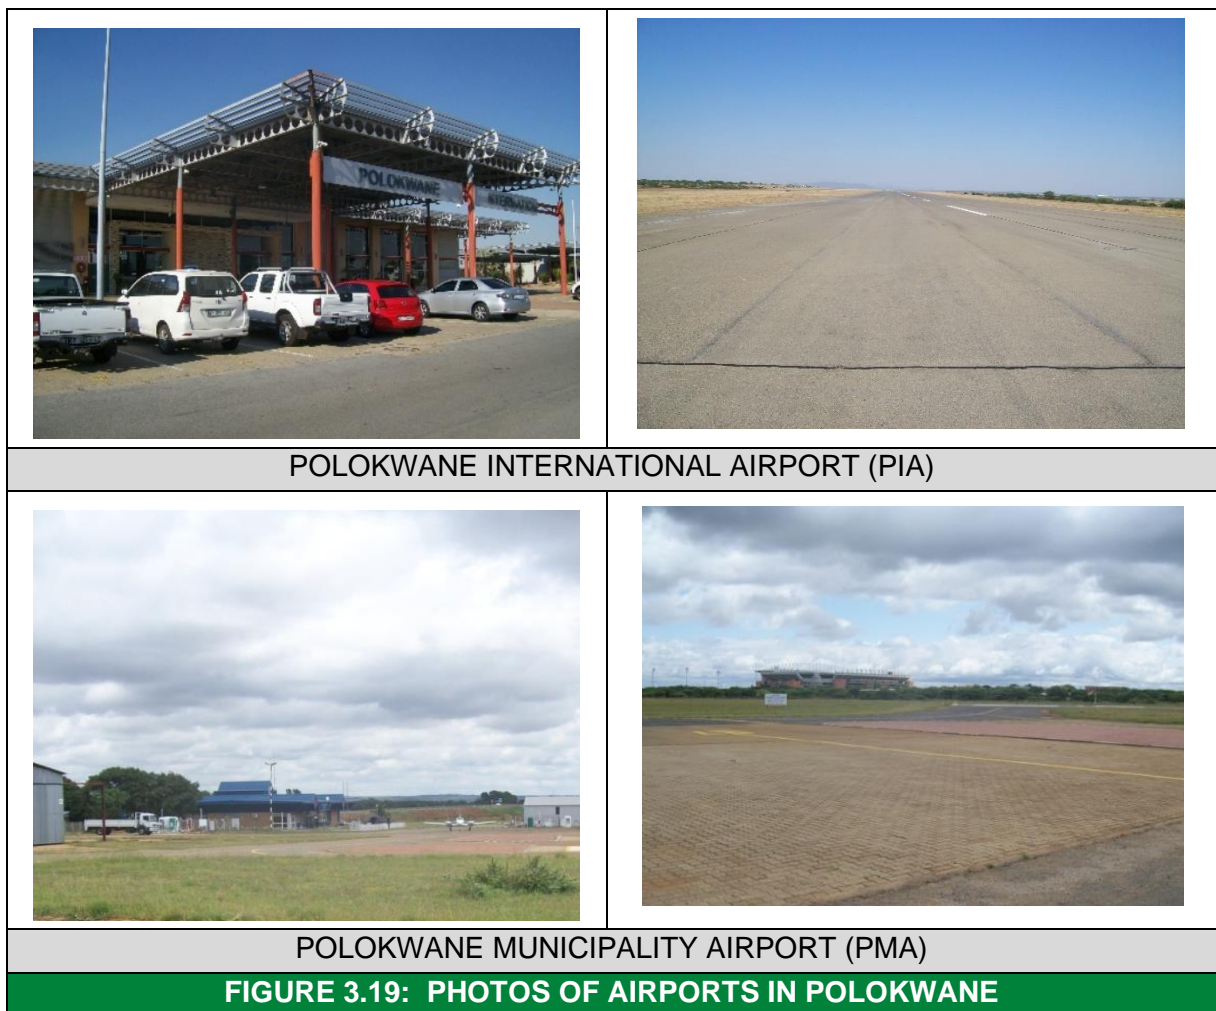 POLOKWANE
POLOKWANE INTERNATIONAL AIRPORT (PIA)
POLOKWANE MUNICIPALITY AIRPORT (PMA)
FIGURE 3.19:  PHOTOS OF AIRPORTS IN POLOKWANE